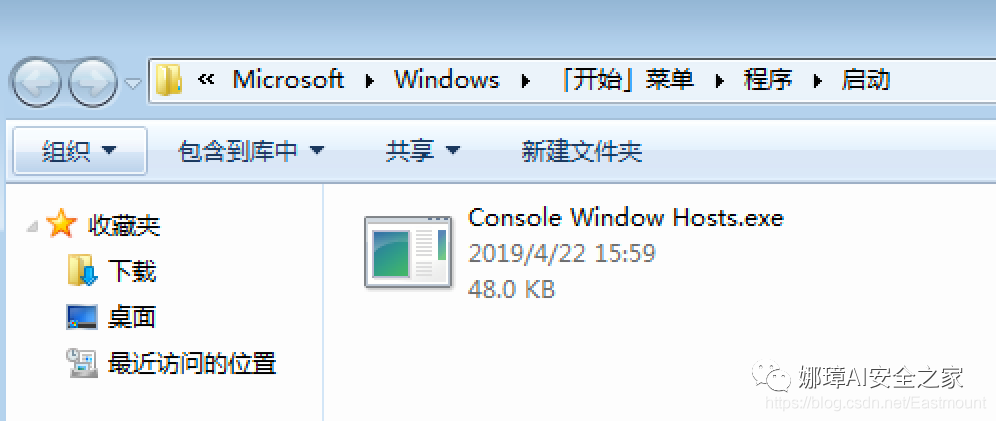 « Microsoft ▸ Windows ▸ 「开始」菜单 ▸ 程序 ▸ 启动
组织 包含到库中 共享 新建文件夹
收藏夹
下载
桌面
最近访问的位置
Console Window Hosts.exe
2019/4/22 15:59
48.0 KB
娜璋AI安全之家
https://blog.csdn.net/Eastmount